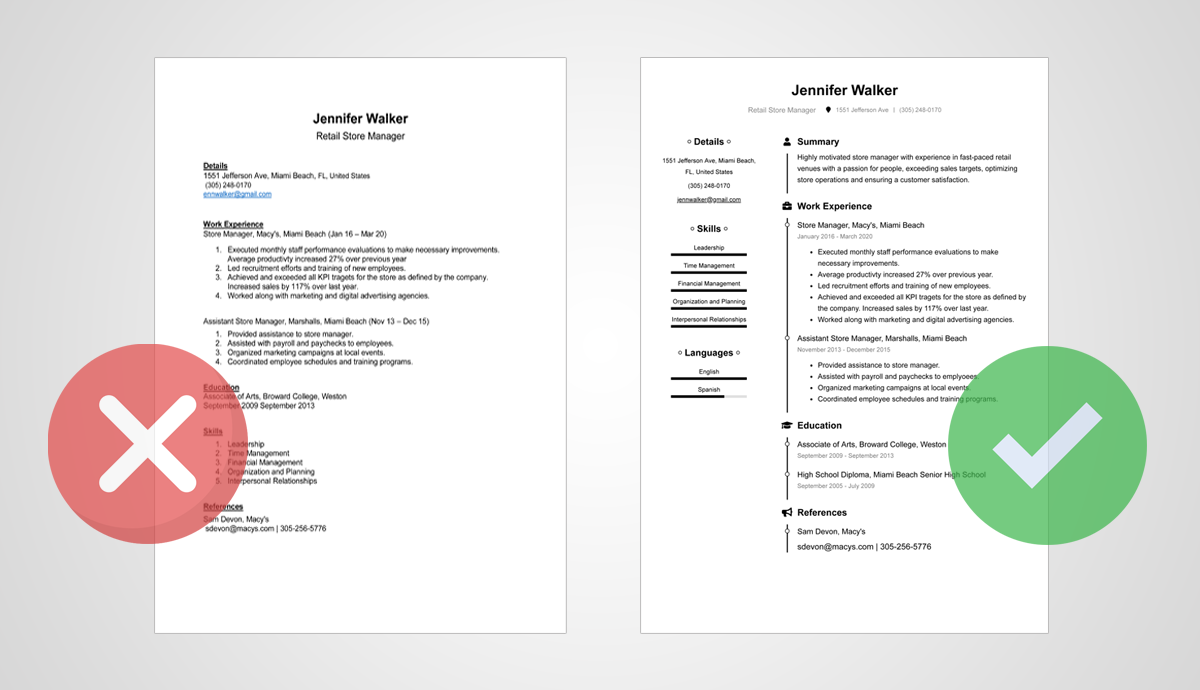 Jennifer Walker
Retail Store Manager
Details
1551 Jefferson Ave, Miami Beach, FL, United States
(305) 248-0170
ennwalker@gmail.com
Work Experience
Store Manager, Macy's, Miami Beach (Jan 16 – Mar 20)
1. Executed monthly staff performance evaluations to make necessary improvements.
Average productivty increased 27% over previous year
2. Led recruitment efforts and training of new employees.
3. Achieved and exceeded all KPI tragets for the store as defined by the company.
Increased sales by 117% over last year.
4. Worked along with marketing and digital advertising agencies.
Assistant Store Manager, Marshalls, Miami Beach (Nov 13 – Dec 15)
1. Provided assistance to store manager.
2. Assisted with payroll and paychecks to employees.
3. Organized marketing campaigns at local events.
4. Coordinated employee schedules and training programs.
Education
Associate of Arts, Broward College, Weston
September 2009 September 2013
Skills
1. Leadership
2. Time Management
3. Financial Management
4. Organization and Planning
5. Interpersonal Relationships
References
Sam Devon, Macy's
sdevon@macys.com | 305-256-5776
Jennifer Walker
Retail Store Manager 1551 Jefferson Ave | (305) 248-0170
Details
1551 Jefferson Ave, Miami Beach,
FL, United States
(305) 248-0170
jennwalker@gmail.com
Skills
Leadership
Time Management
Financial Management
Organization and Planning
Interpersonal Relationships
Languages
English
Spanish
Summary
Highly motivated store manager with experience in fast-paced retail
venues with a passion for people, exceeding sales targets, optimizing
store operations and ensuring a customer satisfaction.
Work Experience
Store Manager, Macy's, Miami Beach
January 2016 - March 2020
• Executed monthly staff performance evaluations to make
necessary improvements.
• Average productivty increased 27% over previous year.
• Led recruitment efforts and training of new employees.
• Achieved and exceeded all KPI tragets for the store as defined by
the company. Increased sales by 117% over last year.
• Worked along with marketing and digital advertising agencies.
Assistant Store Manager, Marshalls, Miami Beach
November 2013 - December 2015
• Provided assistance to store manager.
• Assisted with payroll and paychecks to employees.
• Organized marketing campaigns at local events.
• Coordinated employee schedules and training programs.
Education
Associate of Arts, Broward College, Weston
September 2009 - September 2013
High School Diploma, Miami Beach Senior High School
September 2005 - July 2009
References
Sam Devon, Macy's
sdevon@macys.com | 305-256-5776